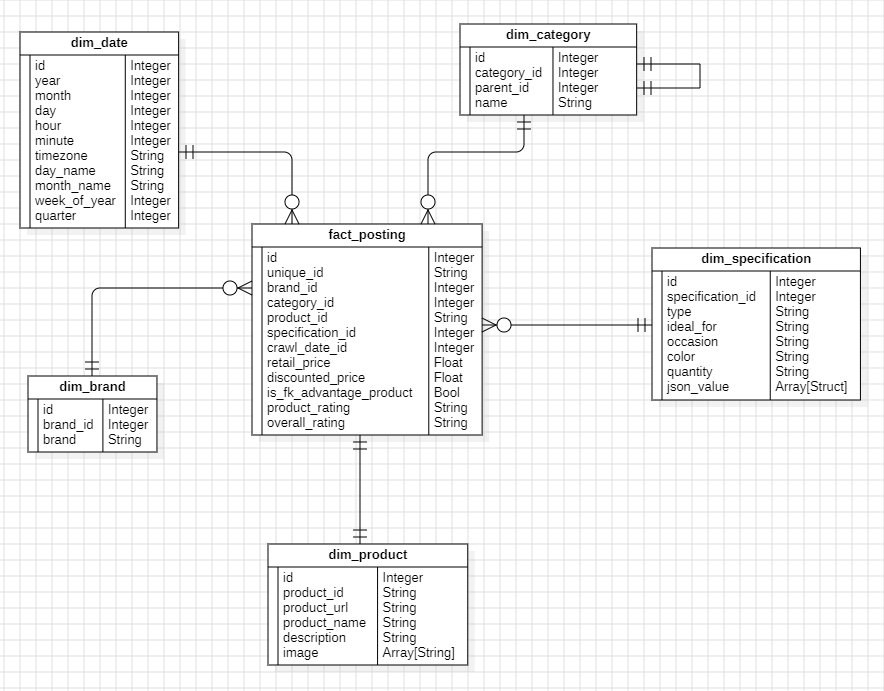 dim_date
id Integer
year Integer
month Integer
day Integer
hour Integer
minute Integer
timezone String
day_name String
month_name String
week_of_year Integer
quarter Integer
dim_category
id Integer
category_id Integer
parent_id Integer
name String
fact_posting
id Integer
unique_id String
brand_id Integer
category_id Integer
product_id String
specification_id Integer
crawl_date_id Integer
retail_price Float
discounted_price Float
is_fk_advantage_product Bool
product_rating String
overall_rating String
dim_specification
id Integer
specification_id Integer
type String
ideal_for String
occasion String
color String
quantity String
json_value Array[Struct]
dim_brand
id Integer
brand_id Integer
brand String
dim_product
id Integer
product_id String
product_url String
product_name String
description String
image Array[String]